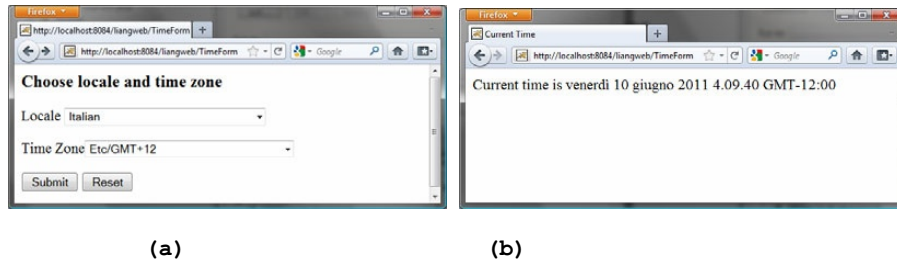 Firefox
http://localhost:8084/liangweb/TimeForm +
http://localhost:8084/liangweb/TimeForm Google
Choose locale and time zone
Locale Italian
Time Zone Etc/GMT+12
Submit Reset
(a)
Firefox
Current Time +
http://localhost:8084/liangweb/TimeForm Google
Current time is venerdì 10 giugno 2011 4.09.40 GMT-12:00
(b)